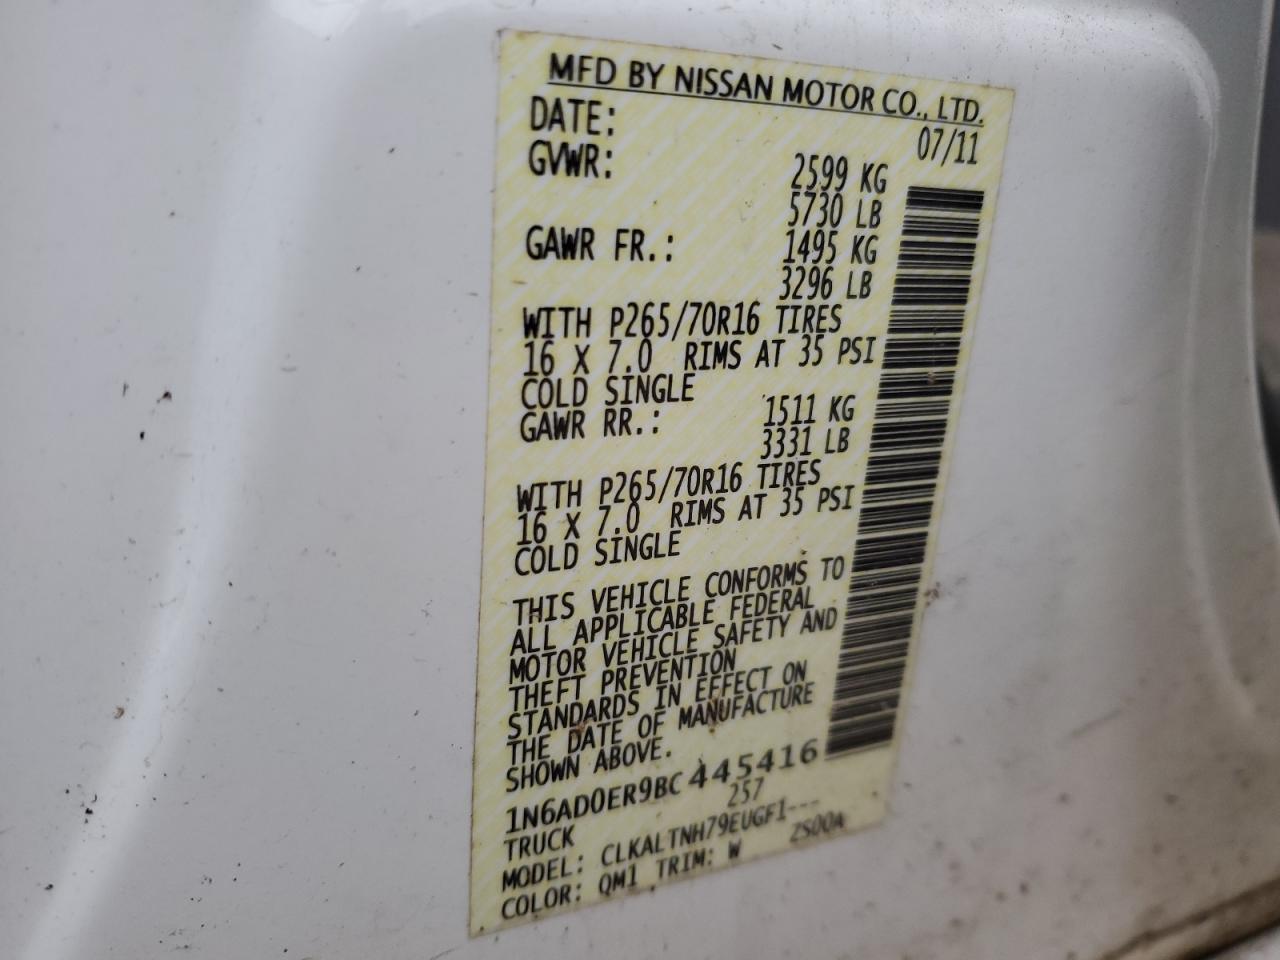 MFD BY NISSAN MOTOR CO., LTD.
DATE: 07/11
GVWR: 2599 KG
5730 LB
GAWR FR.: 1495 KG
3296 LB
WITH P265/70R16 TIRES
16 X 7.0 RIMS AT 35 PSI
COLD SINGLE
GAWR RR.: 1511 KG
3331 LB
WITH P265/70R16 TIRES
16 X 7.0 RIMS AT 35 PSI
COLD SINGLE
THIS VEHICLE CONFORMS TO
ALL APPLICABLE FEDERAL
MOTOR VEHICLE SAFETY AND
THEFT PREVENTION
STANDARDS IN EFFECT ON
THE DATE OF MANUFACTURE
SHOWN ABOVE.
1N6AD0ER9BC 445416
TRUCK 257
MODEL: CLKALTNH79EUGF1---
COLOR: QM1 TRIM: W ZS00A